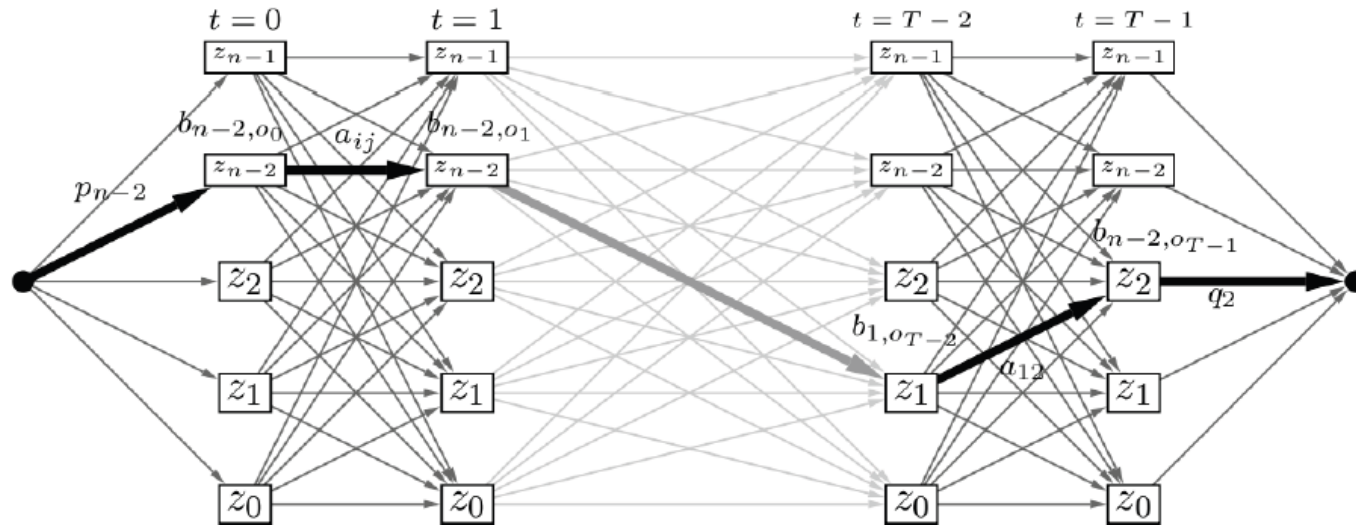 t = 0 t = 1 t = T − 2 t = T − 1
z_{n−1} z_{n−1} z_{n−1} z_{n−1}
b_{n−2,o_0} a_{ij} b_{n−2,o_1}
z_{n−2} z_{n−2} z_{n−2} z_{n−2}
p_{n−2}
b_{n−2,o_{T−1}}
z_2 z_2 z_2 z_2
q_2
b_{1,o_{T−2}}
a_{12}
z_1 z_1 z_1 z_1
z_0 z_0 z_0 z_0